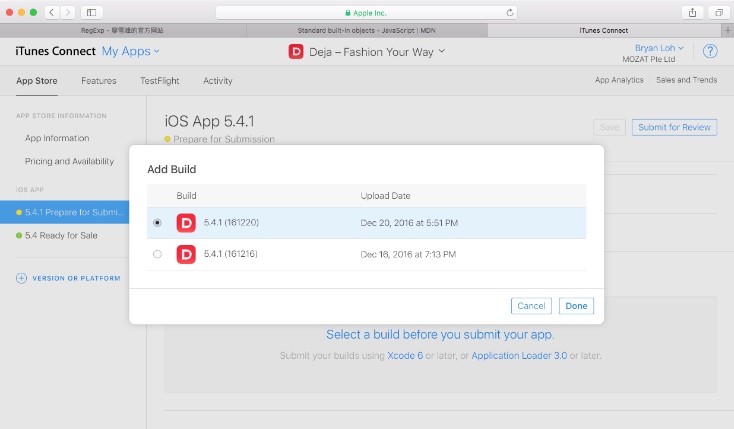 Apple Inc.
RegExp - 廖雪峰的官方网站
Standard built-in objects - JavaScript | MDN
iTunes Connect
iTunes Connect My Apps
Deja – Fashion Your Way
Bryan Loh
MOZAT Pte Ltd
?
App Store Features TestFlight Activity
App Analytics Sales and Trends
APP STORE INFORMATION
App Information
Pricing and Availability
IOS APP
5.4.1 Prepare for Submi...
5.4 Ready for Sale
VERSION OR PLATFORM
iOS App 5.4.1
Prepare for Submission
Save Submit for Review
Add Build
Build Upload Date
D 5.4.1 (161220) Dec 20, 2016 at 5:51 PM
D 5.4.1 (161216) Dec 16, 2016 at 7:13 PM
Cancel Done
Select a build before you submit your app.
Submit your builds using Xcode 6 or later, or Application Loader 3.0 or later.